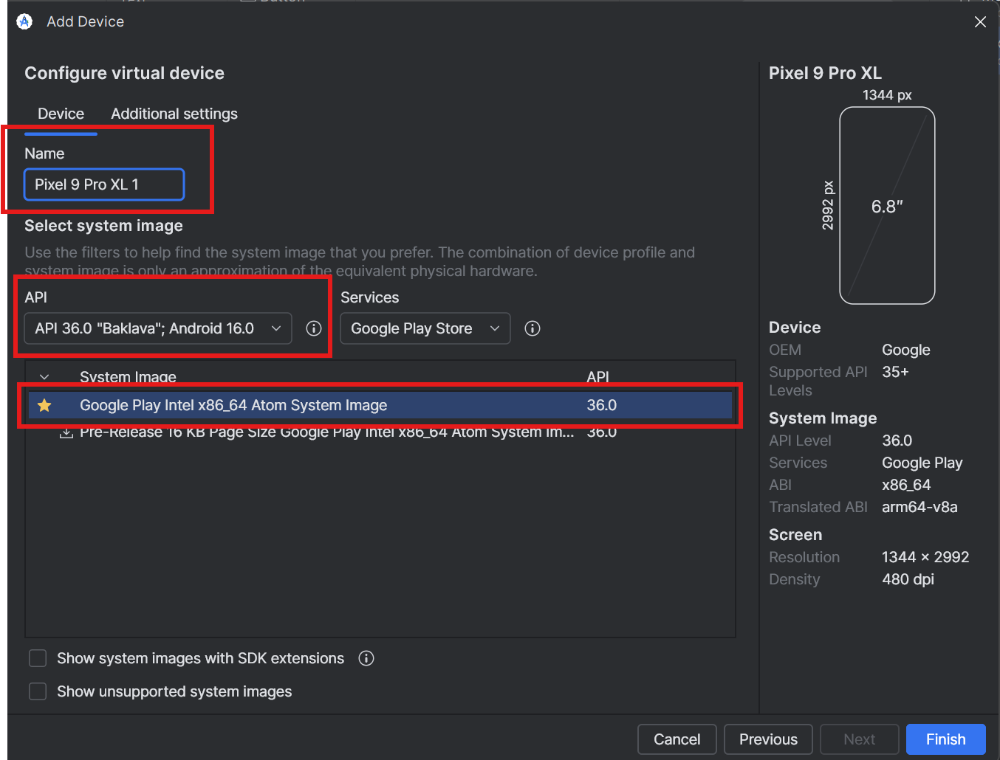 Add Device
Configure virtual device
Device Additional settings
Name
Pixel 9 Pro XL 1
Select system image
Use the filters to help find the system image that you prefer. The combination of device profile and
system image is only an approximation of the equivalent physical hardware.
API Services
API 36.0 "Baklava"; Android 16.0 Google Play Store
System Image API
Google Play Intel x86_64 Atom System Image 36.0
Pre-Release 16 KB Page Size Google Play Intel x86_64 Atom System Im... 36.0
Show system images with SDK extensions
Show unsupported system images
Pixel 9 Pro XL
1344 px
2992 px
6.8″
Device
OEM Google
Supported API 35+
Levels
System Image
API Level 36.0
Services Google Play
ABI x86_64
Translated ABI arm64-v8a
Screen
Resolution 1344 × 2992
Density 480 dpi
Cancel Previous Next Finish